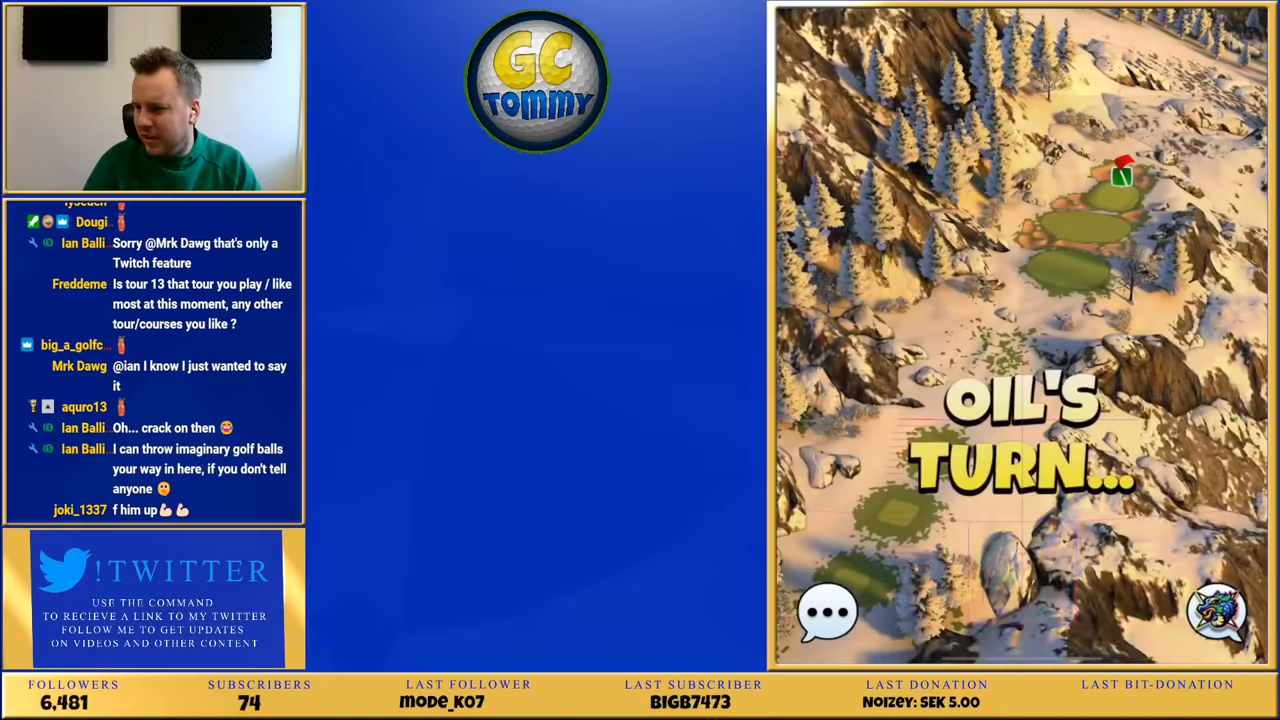 GC
TOMMY
Dougi..
Ian Balli.. Sorry @Mrk Dawg that's only a
Twitch feature
Freddeme Is tour 13 that tour you play / like
most at this moment, any other
tour/courses you like ?
big_a_golfc...
Mrk Dawg @ian I know I just wanted to say
it
aquro13
Ian Balli.. Oh... crack on then
Ian Balli.. I can throw imaginary golf balls
your way in here, if you don't tell
anyone
joki_1337 f him up
!TWITTER
USE THE COMMAND
TO RECIEVE A LINK TO MY TWITTER
FOLLOW ME TO GET UPDATES
ON VIDEOS AND OTHER CONTENT
OIL'S
TURN...
FOLLOWERS
6,481
SUBSCRIBERS
74
LAST FOLLOWER
MODE_K07
LAST SUBSCRIBER
BIGB7473
LAST DONATION
NOIZEY: SEK 5.00
LAST BIT-DONATION